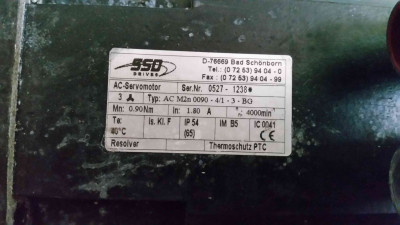 SSD
DRIVES
D-76669 Bad Schönborn
Tel.: (0 72 53) 94 04 - 0
Fax : (0 72 53) 94 04 - 99
AC-Servomotor Ser.Nr. 0527 - 1238
3 Typ: AC M2n 0090 - 4/1 - 3 - BG
Mn: 0.90Nm In: 1.80 A 4000min
Te: is. Kl. F IP 54 IM B5 IC 0041
40°C (65)
Resolver Thermoschutz PTC